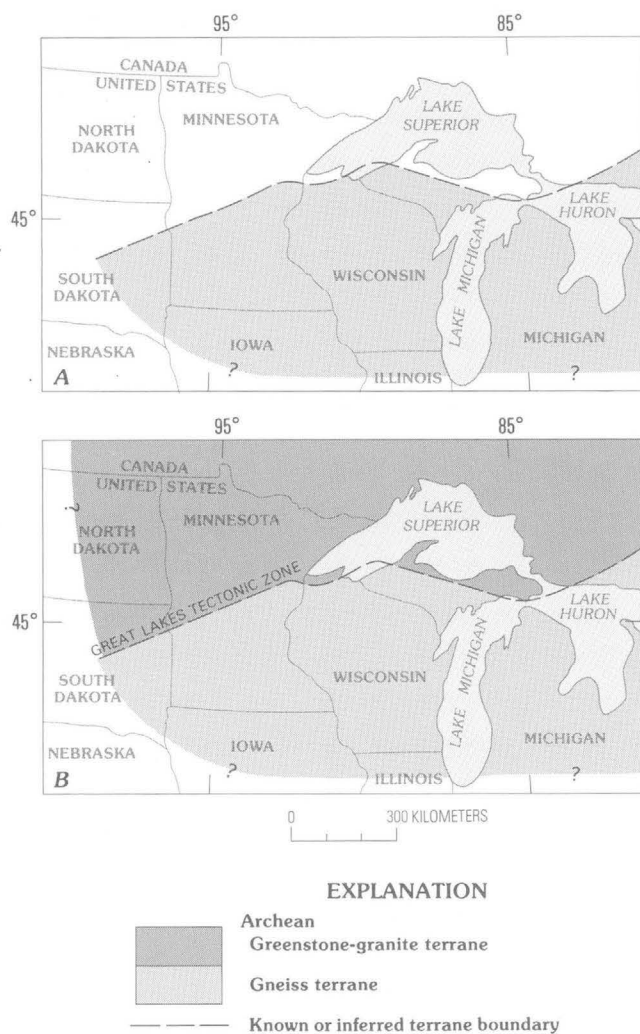 95° 85°
CANADA
UNITED STATES
LAKE
SUPERIOR
NORTH
DAKOTA
MINNESOTA
45°
LAKE
HURON
SOUTH
DAKOTA
WISCONSIN
LAKE MICHIGAN
NEBRASKA
IOWA
MICHIGAN
A
?
ILLINOIS
?
95° 85°
CANADA
UNITED STATES
?
LAKE
SUPERIOR
NORTH
DAKOTA
MINNESOTA
GREAT LAKES TECTONIC ZONE
45°
LAKE
HURON
SOUTH
DAKOTA
WISCONSIN
LAKE MICHIGAN
NEBRASKA
IOWA
MICHIGAN
B
?
ILLINOIS
?
0 300 KILOMETERS
EXPLANATION
Archean
Greenstone-granite terrane
Gneiss terrane
Known or inferred terrane boundary